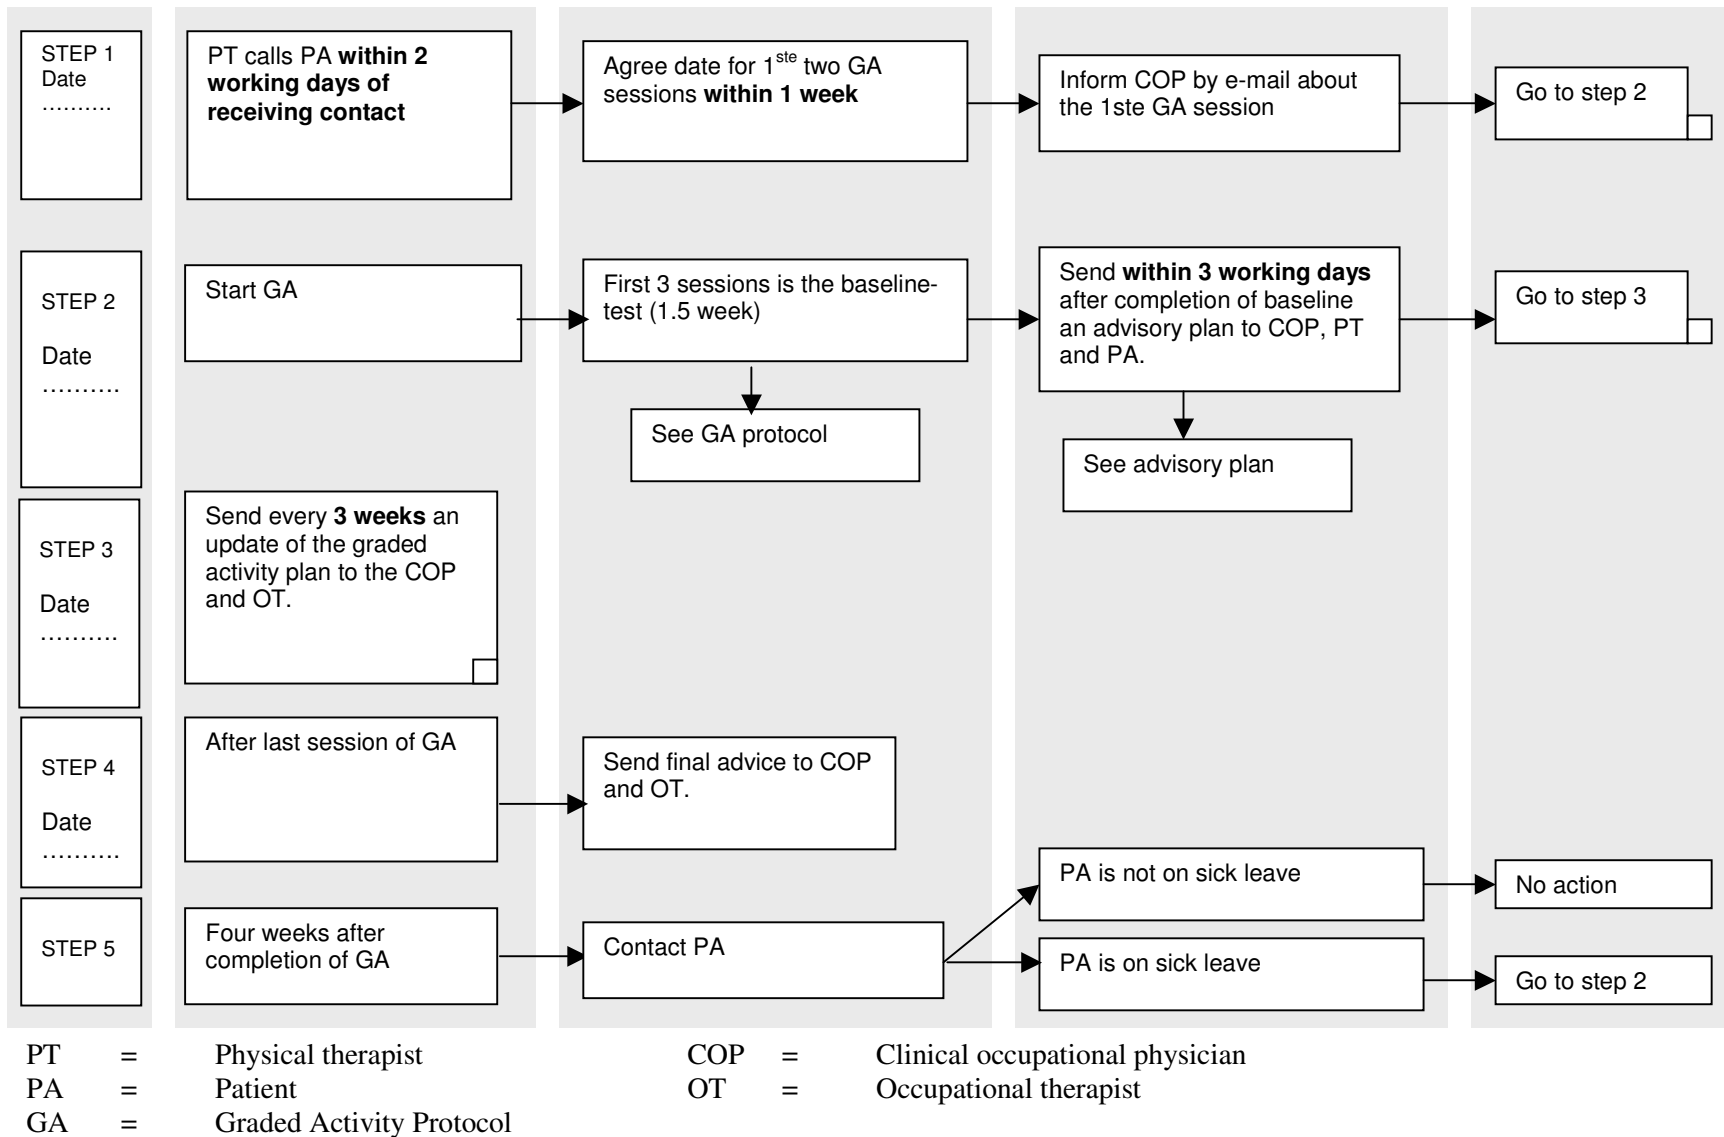 STEP 1
Date
..........
PT calls PA within 2
working days of
receiving contact
Agree date for 1ste two GA
sessions within 1 week
Inform COP by e-mail about
the 1ste GA session
Go to step 2
STEP 2
Date
..........
Start GA
First 3 sessions is the baseline-
test (1.5 week)
See GA protocol
Send within 3 working days
after completion of baseline
an advisory plan to COP, PT
and PA.
See advisory plan
Go to step 3
STEP 3
Date
..........
Send every 3 weeks an
update of the graded
activity plan to the COP
and OT.
STEP 4
Date
..........
After last session of GA
Send final advice to COP
and OT.
STEP 5
Four weeks after
completion of GA
Contact PA
PA is not on sick leave
No action
PA is on sick leave
Go to step 2
PT = Physical therapist
PA = Patient
GA = Graded Activity Protocol
COP = Clinical occupational physician
OT = Occupational therapist